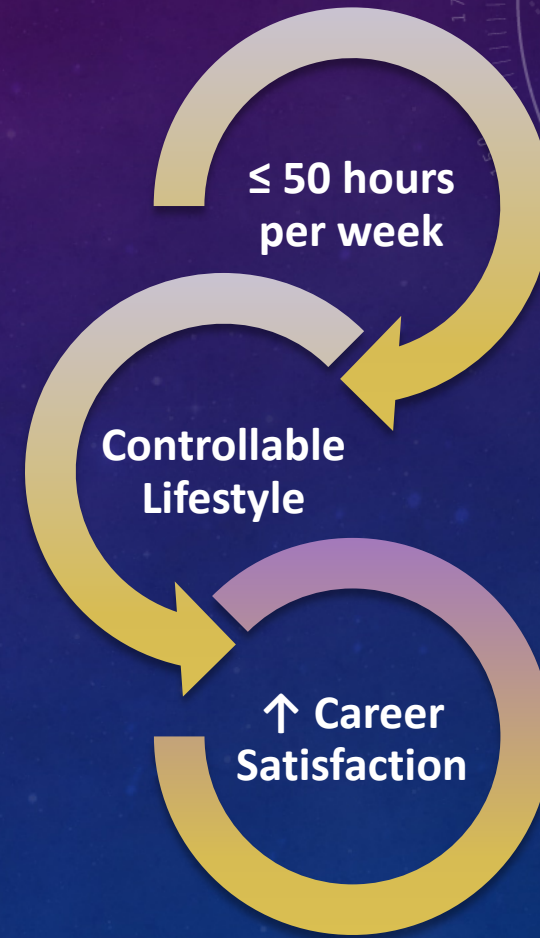 ≤ 50 hours
per week
Controllable
Lifestyle
↑ Career
Satisfaction